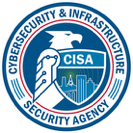 CYBERSECURITY & INFRASTRUCTURE
CISA
SECURITY AGENCY